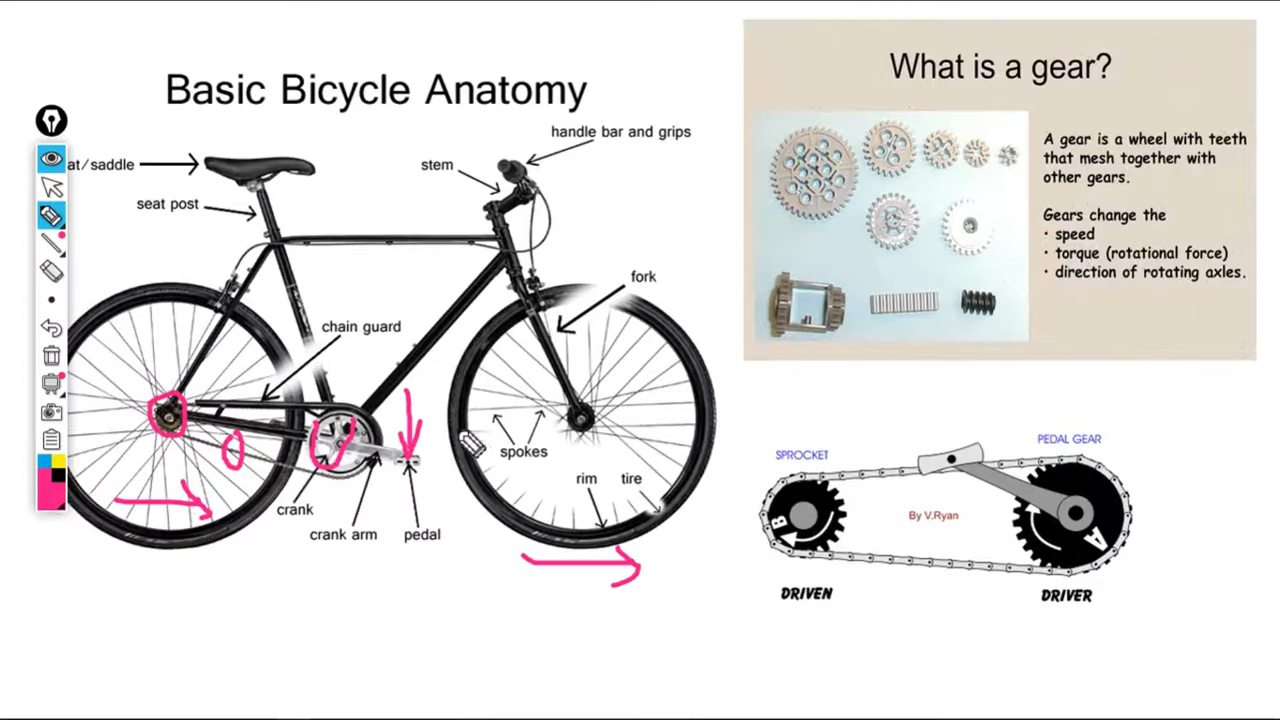 Basic Bicycle Anatomy
at/saddle
seat post
stem
handle bar and grips
fork
chain guard
spokes
rim
tire
crank
crank arm
pedal
What is a gear?
A gear is a wheel with teeth
that mesh together with
other gears.
Gears change the
• speed
• torque (rotational force)
• direction of rotating axles.
SPROCKET
PEDAL GEAR
B
By V.Ryan
A
DRIVEN
DRIVER